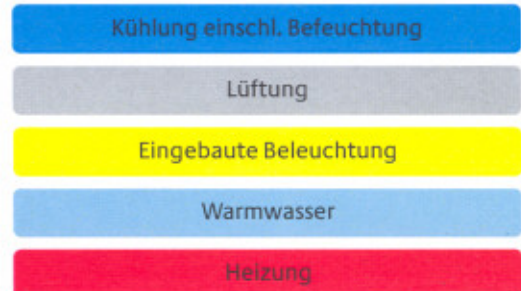 Kühlung einschl. Befeuchtung
Lüftung
Eingebaute Beleuchtung
Warmwasser
Heizung